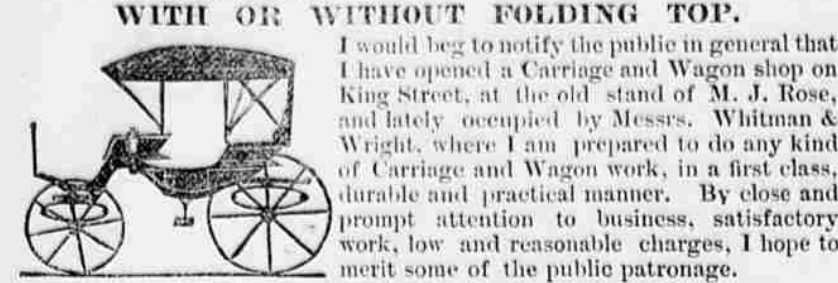 WITH OR WITHOUT FOLDING TOP.
I would beg to notify the public in general that
I have opened a Carriage and Wagon shop on
King Street, at the old stand of M. J. Rose,
and lately occupied by Messrs. Whitman &
Wright, where I am prepared to do any kind
of Carriage and Wagon work, in a first class,
durable and practical manner. By close and
prompt attention to business, satisfactory
work, low and reasonable charges, I hope to
merit some of the public patronage.